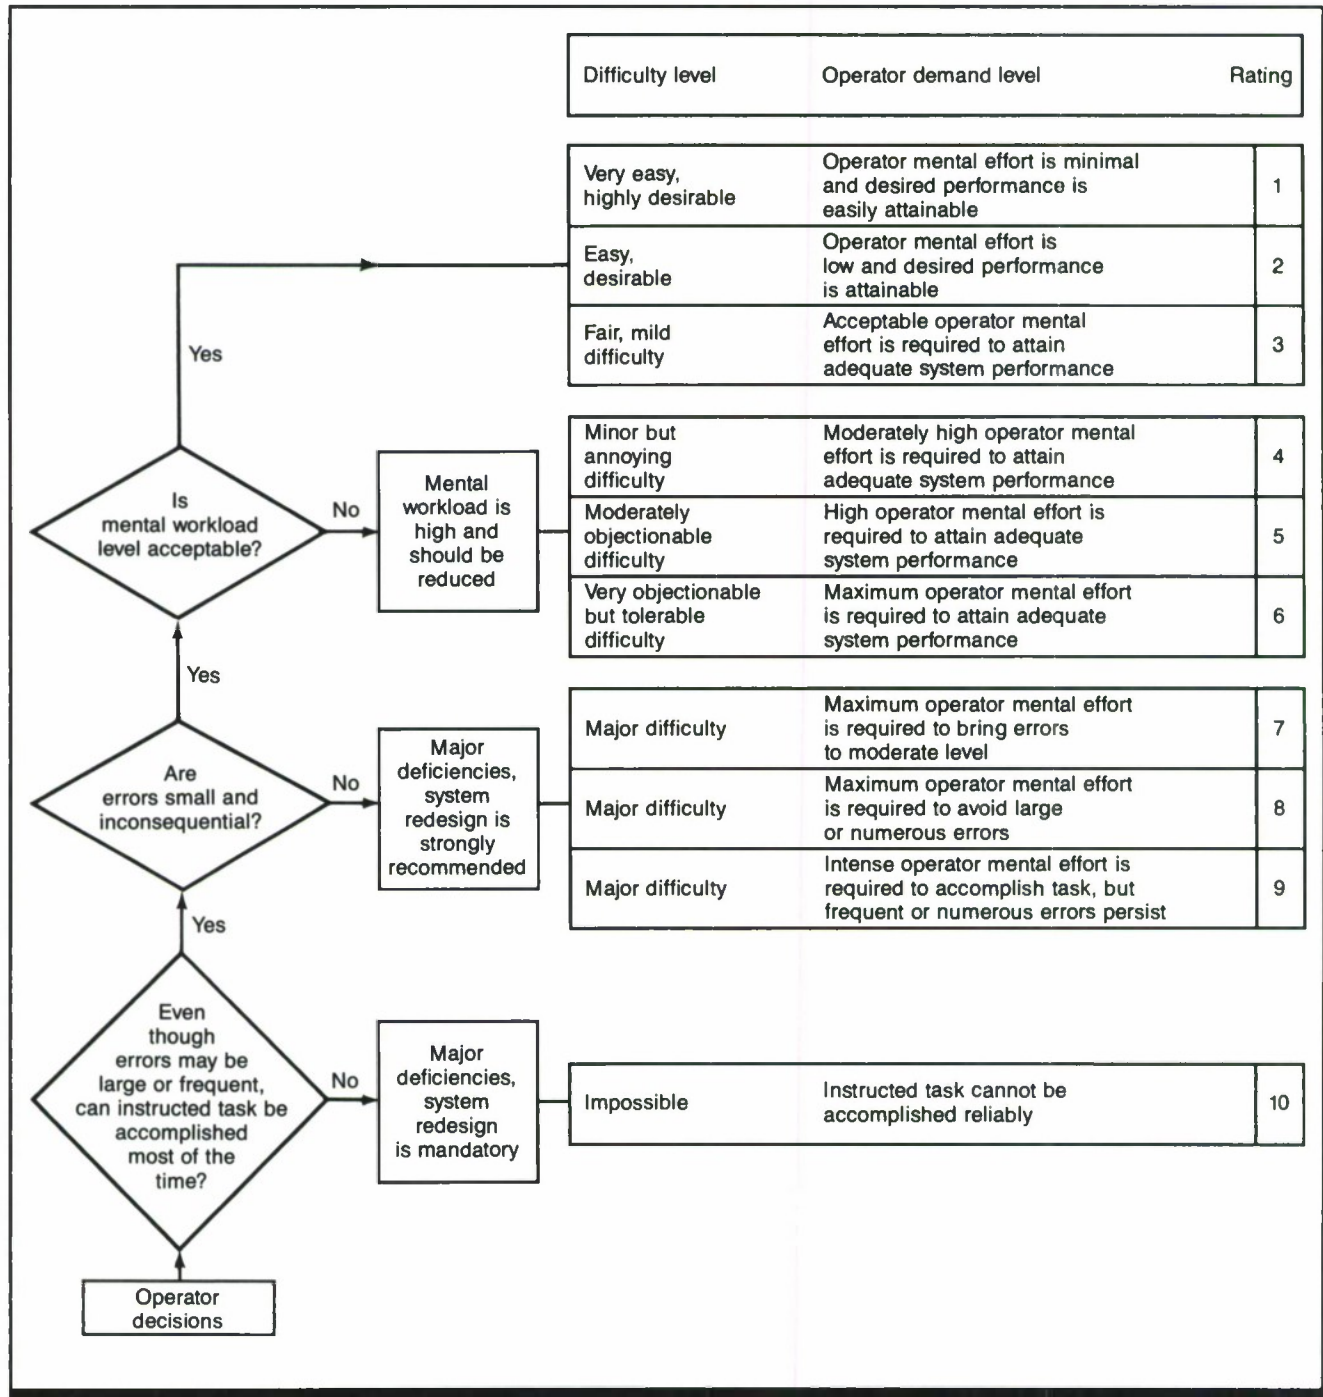 Difficulty level Operator demand level Rating
Very easy,
highly desirable
Operator mental effort is minimal
and desired performance is
easily attainable
1
Easy,
desirable
Operator mental effort is
low and desired performance
is attainable
2
Fair, mild
difficulty
Acceptable operator mental
effort is required to attain
adequate system performance
3
Yes
Is
mental workload
level acceptable?
No
Mental
workload is
high and
should be
reduced
Minor but
annoying
difficulty
Moderately high operator mental
effort is required to attain
adequate system performance
4
Moderately
objectionable
difficulty
High operator mental effort is
required to attain adequate
system performance
5
Very objectionable
but tolerable
difficulty
Maximum operator mental effort
is required to attain adequate
system performance
6
Yes
Are
errors small and
inconsequential?
No
Major
deficiencies,
system
redesign is
strongly
recommended
Major difficulty
Maximum operator mental effort
is required to bring errors
to moderate level
7
Major difficulty
Maximum operator mental effort
is required to avoid large
or numerous errors
8
Major difficulty
Intense operator mental effort is
required to accomplish task, but
frequent or numerous errors persist
9
Yes
Even
though
errors may be
large or frequent,
can instructed task be
accomplished
most of the
time?
No
Major
deficiencies,
system
redesign
is mandatory
Impossible
Instructed task cannot be
accomplished reliably
10
Operator
decisions